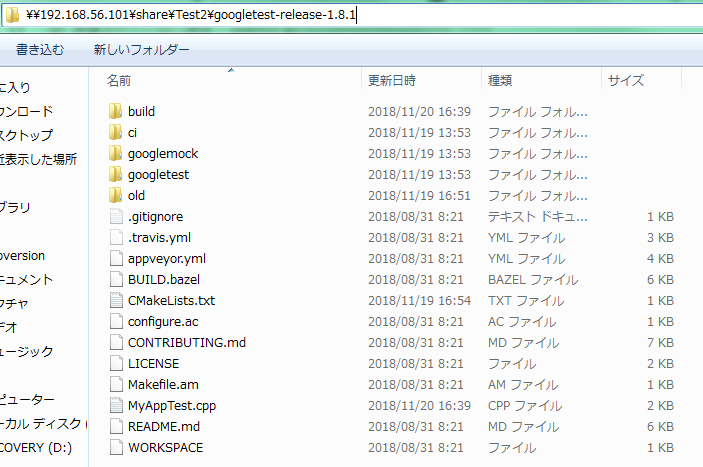 ¥¥192.168.56.101¥share¥Test2¥googletest-release-1.8.1
書き込む 新しいフォルダー
名前 更新日時 種類 サイズ
に入り
ウンロード
スクトップ
近表示した場所
ブラリ
bversion
キュメント
クチャ
デオ
ュージック
ピューター
ーカル ディスク (
COVERY (D:)
build 2018/11/20 16:39 ファイル フォル...
ci 2018/11/19 13:53 ファイル フォル...
googlemock 2018/11/19 13:53 ファイル フォル...
googletest 2018/11/19 13:53 ファイル フォル...
old 2018/11/19 16:51 ファイル フォル...
.gitignore 2018/08/31 8:21 テキスト ドキュ... 1 KB
.travis.yml 2018/08/31 8:21 YML ファイル 3 KB
appveyor.yml 2018/08/31 8:21 YML ファイル 4 KB
BUILD.bazel 2018/08/31 8:21 BAZEL ファイル 6 KB
CMakeLists.txt 2018/11/19 16:54 TXT ファイル 1 KB
configure.ac 2018/08/31 8:21 AC ファイル 1 KB
CONTRIBUTING.md 2018/08/31 8:21 MD ファイル 7 KB
LICENSE 2018/08/31 8:21 ファイル 2 KB
Makefile.am 2018/08/31 8:21 AM ファイル 1 KB
MyAppTest.cpp 2018/11/20 16:39 CPP ファイル 2 KB
README.md 2018/08/31 8:21 MD ファイル 6 KB
WORKSPACE 2018/08/31 8:21 ファイル 1 KB